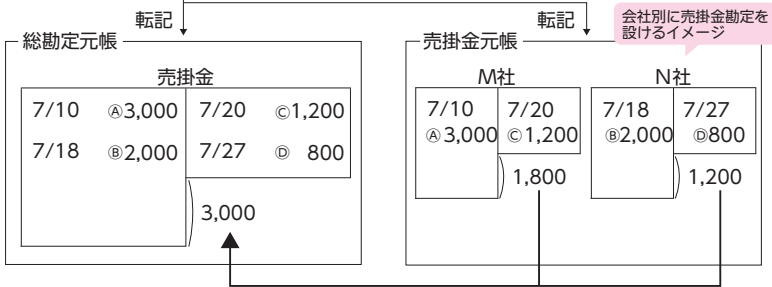 転記
転記
会社別に売掛金勘定を
設けるイメージ
総勘定元帳
売掛金
7/10 Ⓐ3,000 7/20 Ⓒ1,200
7/18 Ⓑ2,000 7/27 Ⓓ 800
3,000
売掛金元帳
M社
7/10 7/20
Ⓐ3,000 Ⓒ1,200
1,800
N社
7/18 7/27
Ⓑ2,000 Ⓓ800
1,200